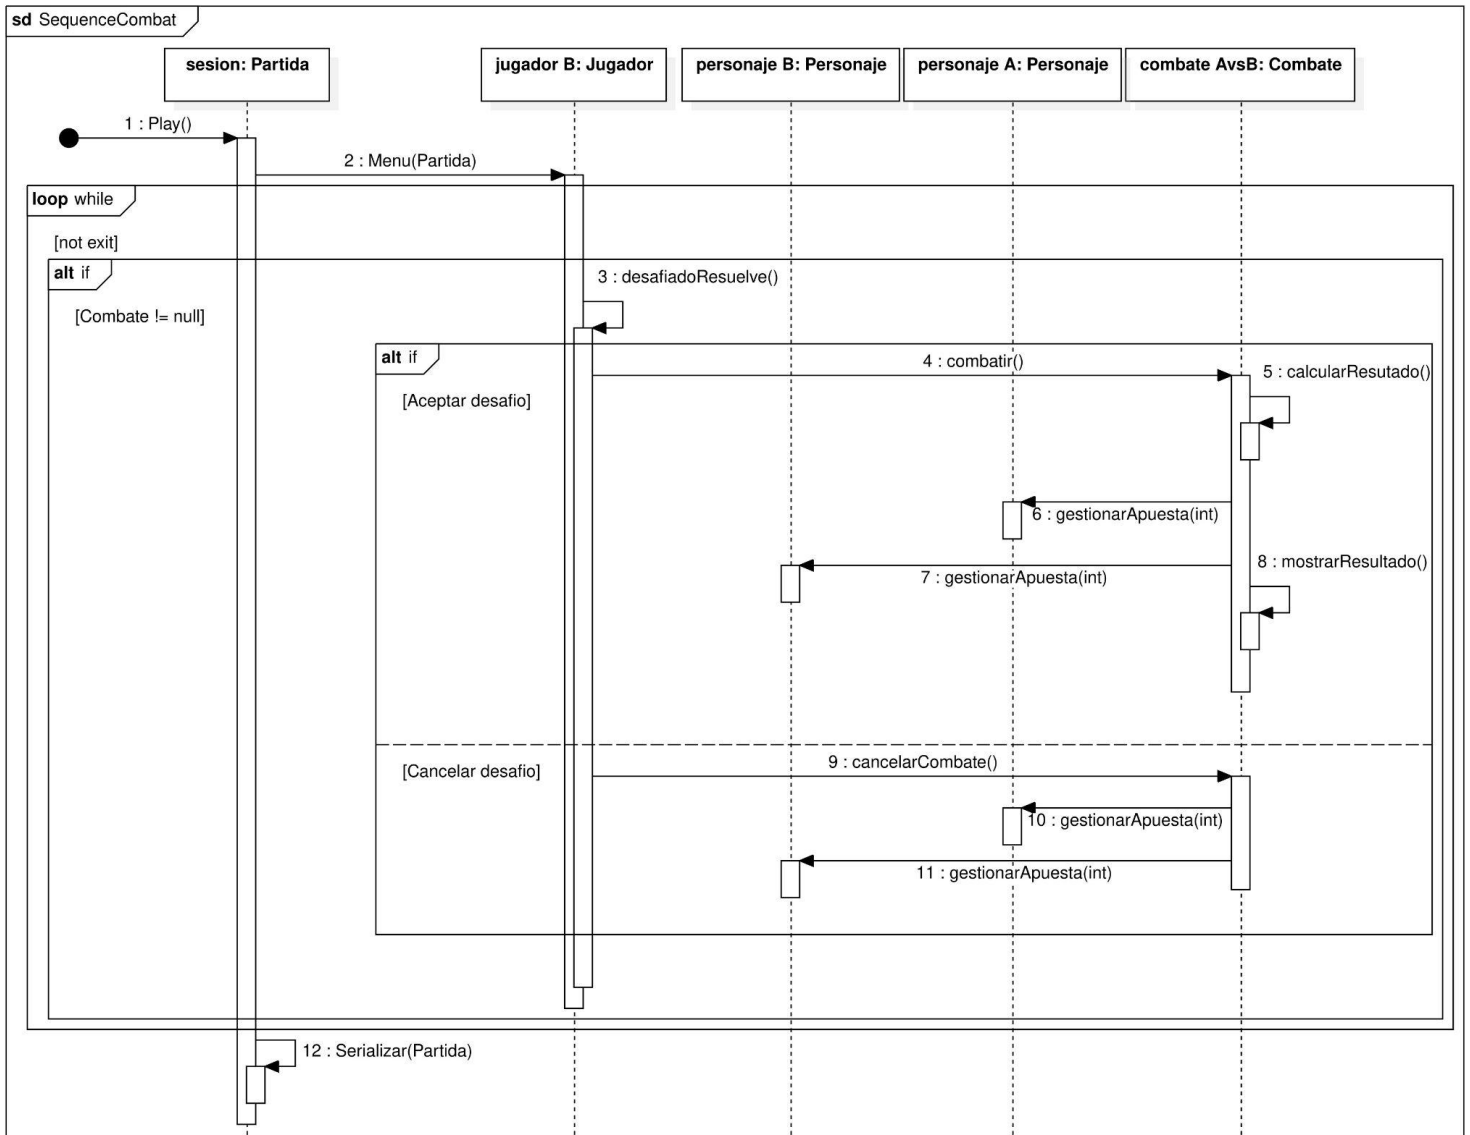 sd SequenceCombat
sesion: Partida
jugador B: Jugador
personaje B: Personaje
personaje A: Personaje
combate AvsB: Combate
1 : Play()
2 : Menu(Partida)
loop while
[not exit]
alt if
3 : desafiadoResuelve()
[Combate != null]
alt if
4 : combatir()
5 : calcularResutado()
[Aceptar desafio]
6 : gestionarApuesta(int)
8 : mostrarResultado()
7 : gestionarApuesta(int)
9 : cancelarCombate()
[Cancelar desafio]
10 : gestionarApuesta(int)
11 : gestionarApuesta(int)
12 : Serializar(Partida)